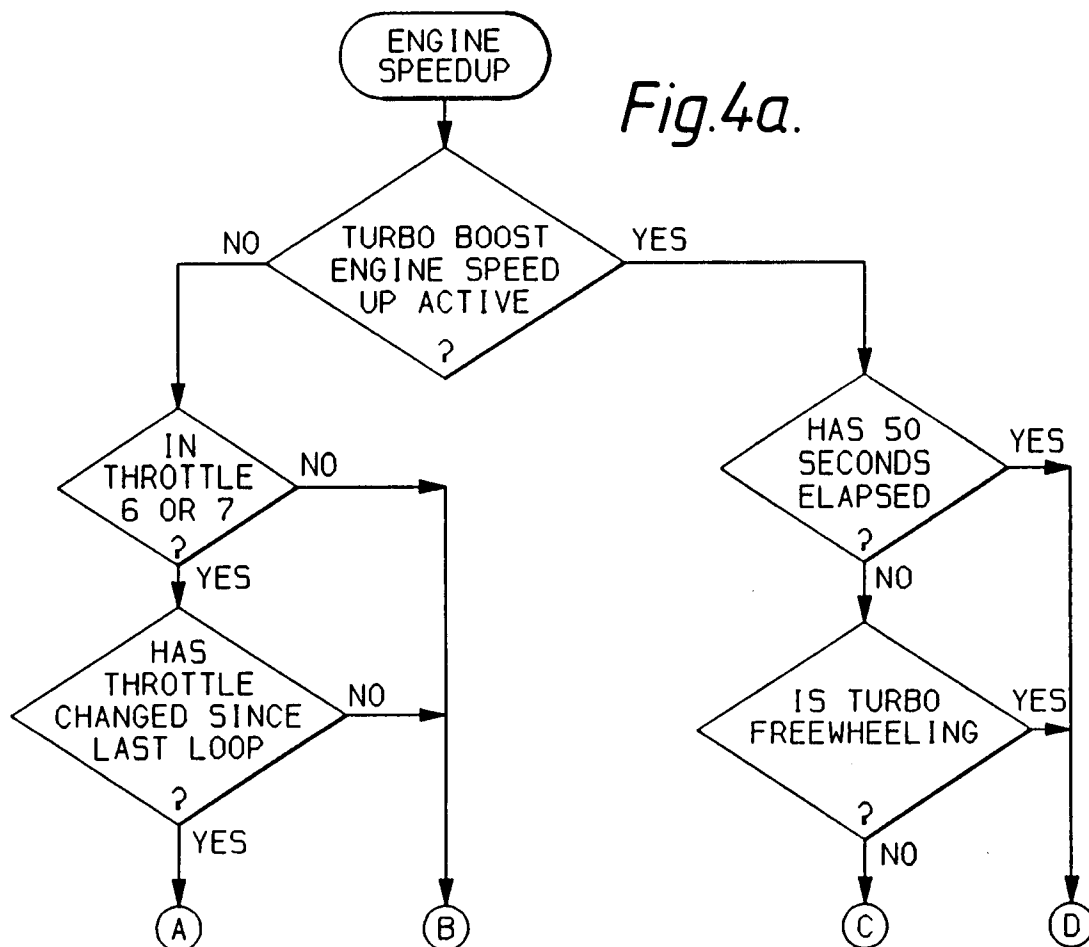 ENGINE
SPEEDUP
Fig.4a.
TURBO BOOST
ENGINE SPEED
UP ACTIVE
?
NO
YES
IN
THROTTLE
6 OR 7
?
NO
YES
HAS
THROTTLE
CHANGED SINCE
LAST LOOP
?
NO
YES
HAS 50
SECONDS
ELAPSED
?
YES
NO
IS TURBO
FREEWHEELING
?
YES
NO
A
B
C
D